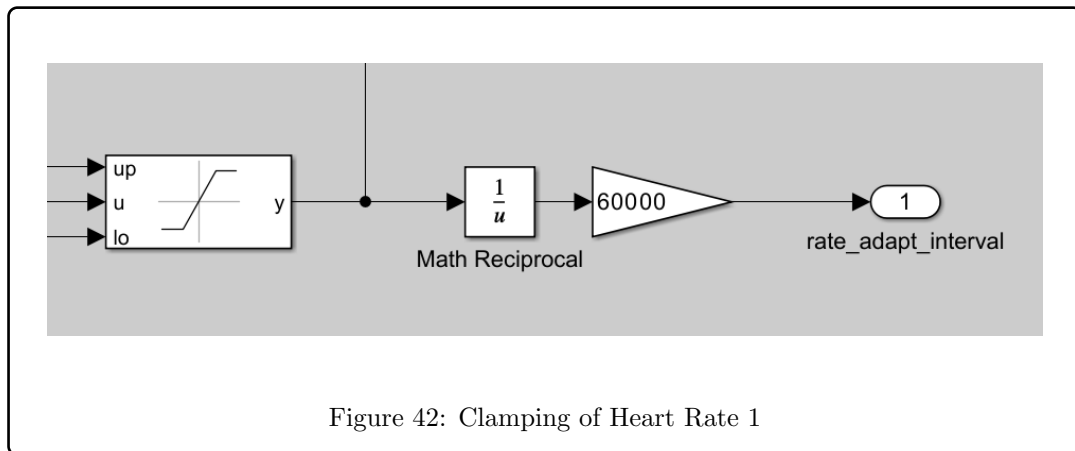 up
u
lo
y
1
u
Math Reciprocal
60000
1
rate_adapt_interval
Figure 42: Clamping of Heart Rate 1